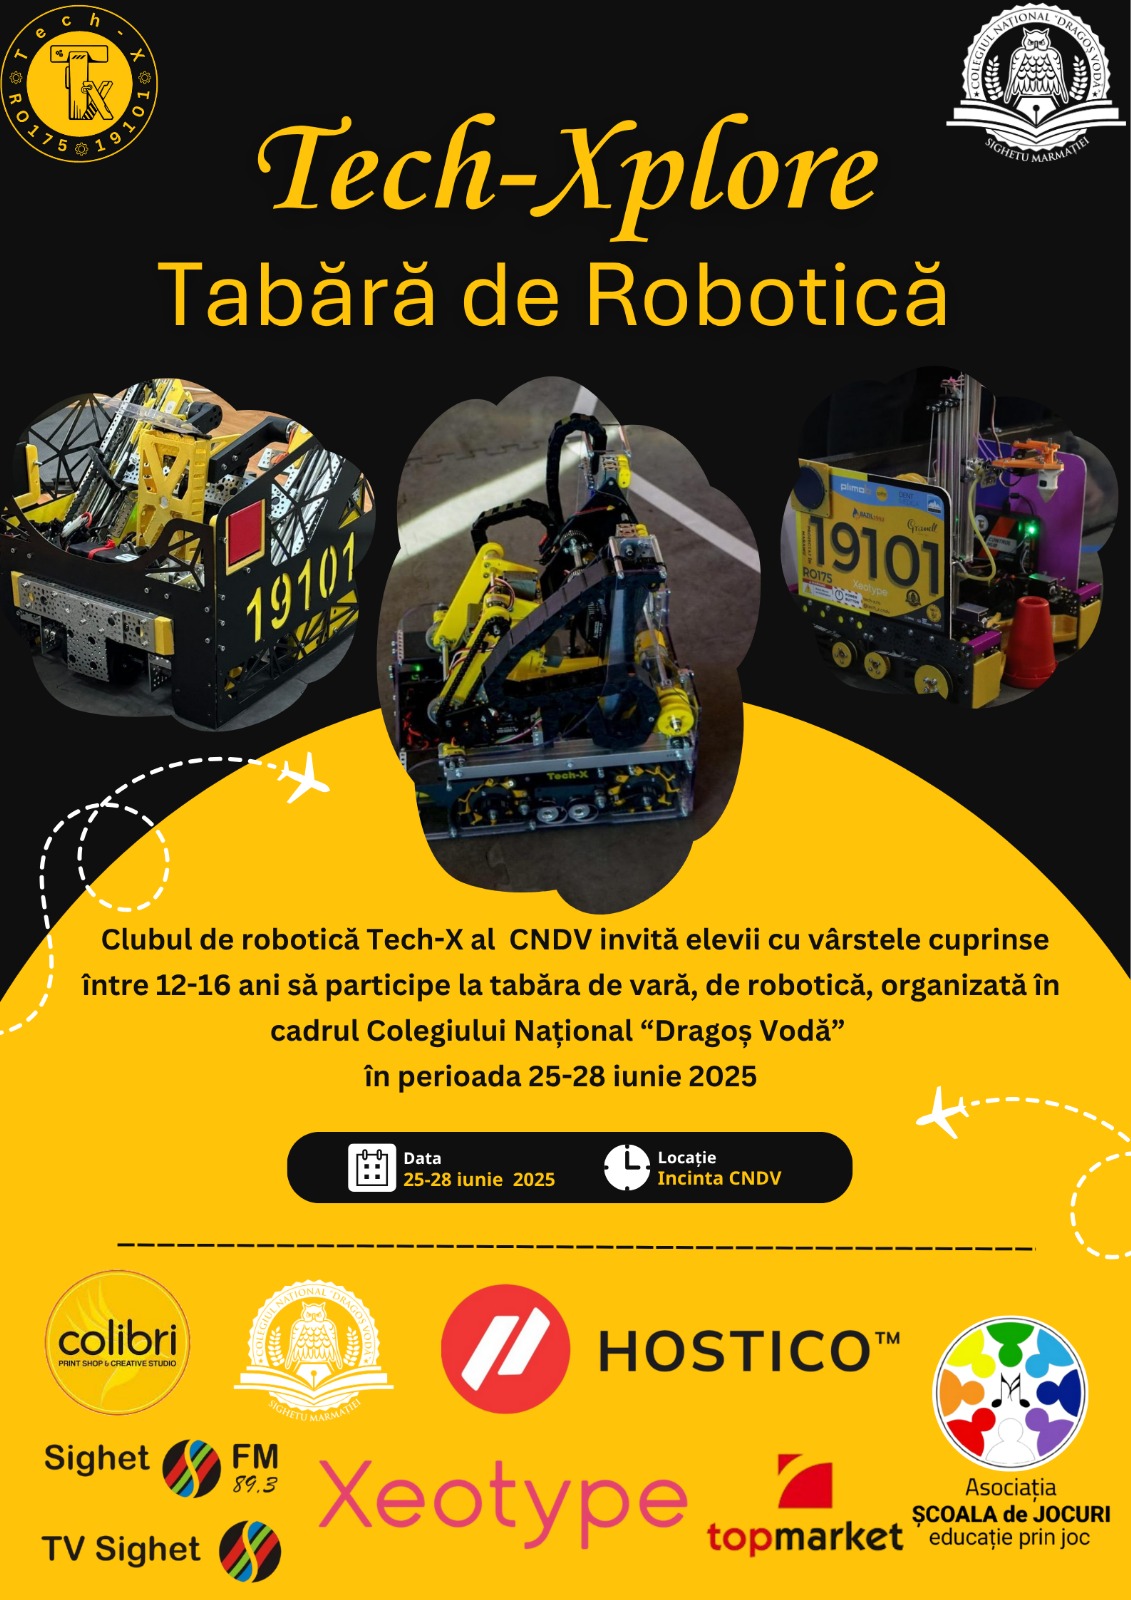 Tech-X
RO175 19101
Tx
COLEGIUL NAȚIONAL "DRAGOȘ VODĂ"
SIGHETU MARMAȚIEI
Tech-Xplore
Tabără de Robotică
19101
Tech-X
plimob
19101
RO175
Xeotype
Clubul de robotică Tech-X al CNDV invită elevii cu vârstele cuprinse
între 12-16 ani să participe la tabăra de vară, de robotică, organizată în
cadrul Colegiului Național “Dragoș Vodă”
în perioada 25-28 iunie 2025
Data
25-28 iunie 2025
Locație
Incinta CNDV
colibri
PRINT SHOP & CREATIVE STUDIO
COLEGIUL NAȚIONAL "DRAGOȘ VODĂ"
SIGHETU MARMAȚIEI
HOSTICO™
Sighet FM
89.3
TV Sighet
Xeotype
topmarket
Asociația
ȘCOALA de JOCURI
educație prin joc